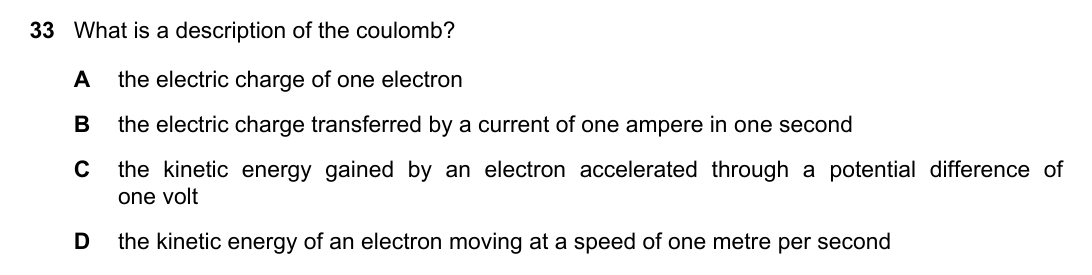 33 What is a description of the coulomb?
A the electric charge of one electron
B the electric charge transferred by a current of one ampere in one second
C the kinetic energy gained by an electron accelerated through a potential difference of
one volt
D the kinetic energy of an electron moving at a speed of one metre per second